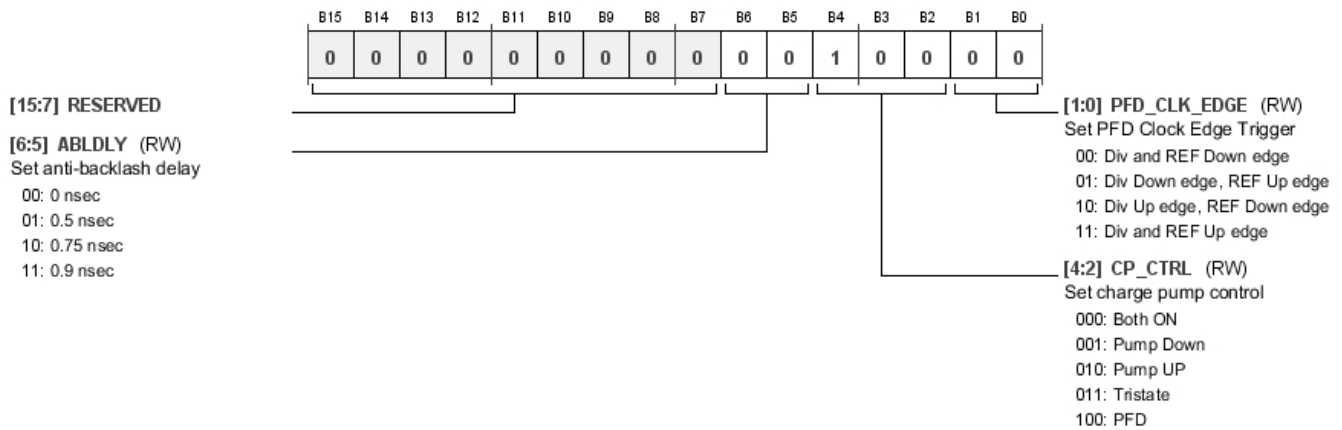 B15 B14 B13 B12 B11 B10 B9 B8 B7 B6 B5 B4 B3 B2 B1 B0
0 0 0 0 0 0 0 0 0 0 0 1 0 0 0 0
[15:7] RESERVED
[6:5] ABLDLY (RW)
Set anti-backlash delay
00: 0 nsec
01: 0.5 nsec
10: 0.75 nsec
11: 0.9 nsec
[1:0] PFD_CLK_EDGE (RW)
Set PFD Clock Edge Trigger
00: Div and REF Down edge
01: Div Down edge, REF Up edge
10: Div Up edge, REF Down edge
11: Div and REF Up edge
[4:2] CP_CTRL (RW)
Set charge pump control
000: Both ON
001: Pump Down
010: Pump UP
011: Tristate
100: PFD